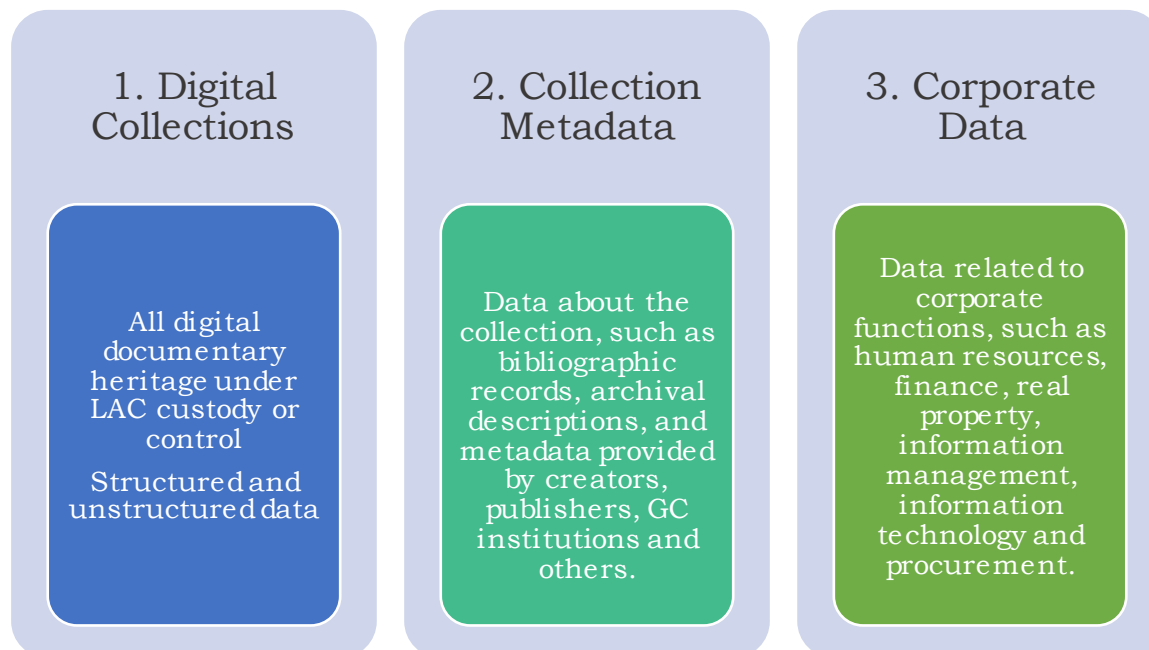 1. Digital
Collections
All digital
documentary
heritage under
LAC custody or
control
Structured and
unstructured data
2. Collection
Metadata
Data about the
collection, such as
bibliographic
records, archival
descriptions, and
metadata provided
by creators,
publishers, GC
institutions and
others.
3. Corporate
Data
Data related to
corporate
functions, such as
human resources,
finance, real
property,
information
management,
information
technology and
procurement.